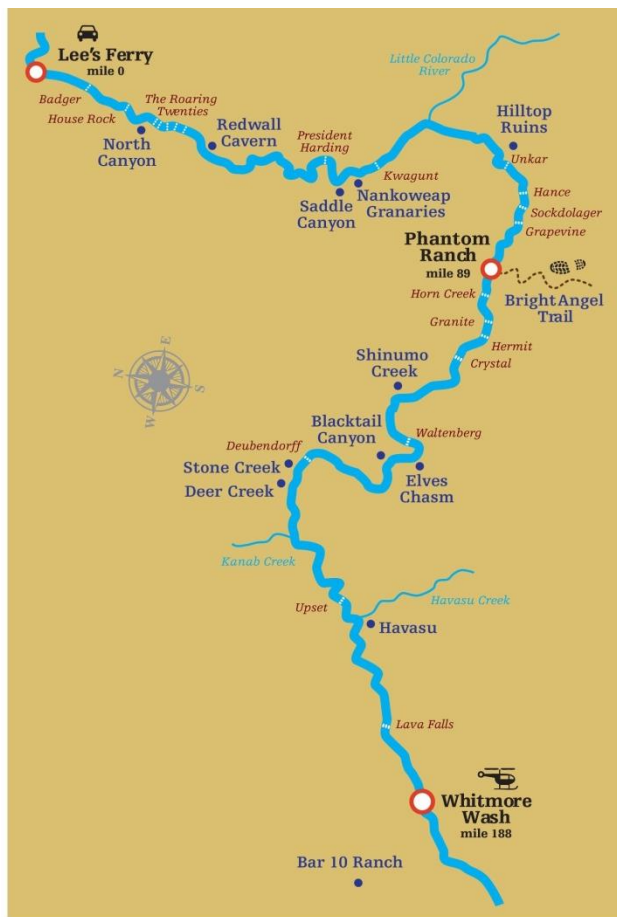 Lee's Ferry
mile 0
Little Colorado
River
Badger
House Rock
The Roaring
Twenties
North
Canyon
Redwall
Cavern
President
Harding
Hilltop
Ruins
Unkar
Kwagunt
Saddle
Canyon
Nankoweap
Granaries
Hance
Sockdolager
Grapevine
Phantom
Ranch
mile 89
Bright Angel
Trail
Horn Creek
Granite
Hermit
Crystal
Shinumo
Creek
N
E
S
W
Blacktail
Canyon
Waltenberg
Deubendorff
Stone Creek
Deer Creek
Elves
Chasm
Kanab Creek
Upset
Havasu Creek
Havasu
Lava Falls
Whitmore
Wash
mile 188
Bar 10 Ranch